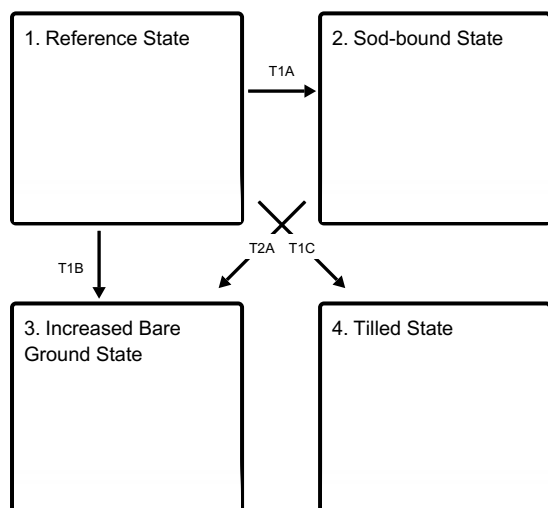 1. Reference State
2. Sod-bound State
T1A
T2A
T1C
T1B
3. Increased Bare
Ground State
4. Tilled State